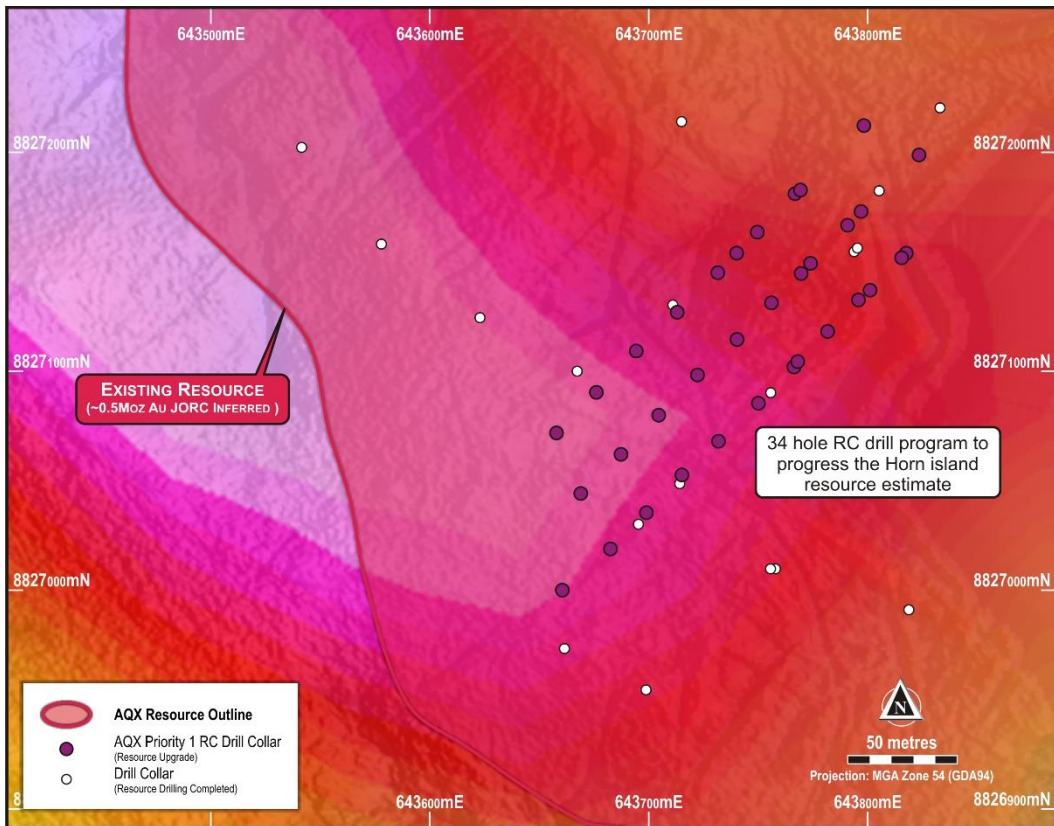 643500mE 643600mE 643700mE 643800mE
8827200mN 8827200mN
8827100mN 8827100mN
EXISTING RESOURCE
(~0.5MOZ AU JORC INFERRED )
34 hole RC drill program to
progress the Horn island
resource estimate
8827000mN 8827000mN
AQX Resource Outline
AQX Priority 1 RC Drill Collar
(Resource Upgrade)
Drill Collar
(Resource Drilling Completed)
N
50 metres
Projection: MGA Zone 54 (GDA94)
643600mE 643700mE 643800mE
8826900mN